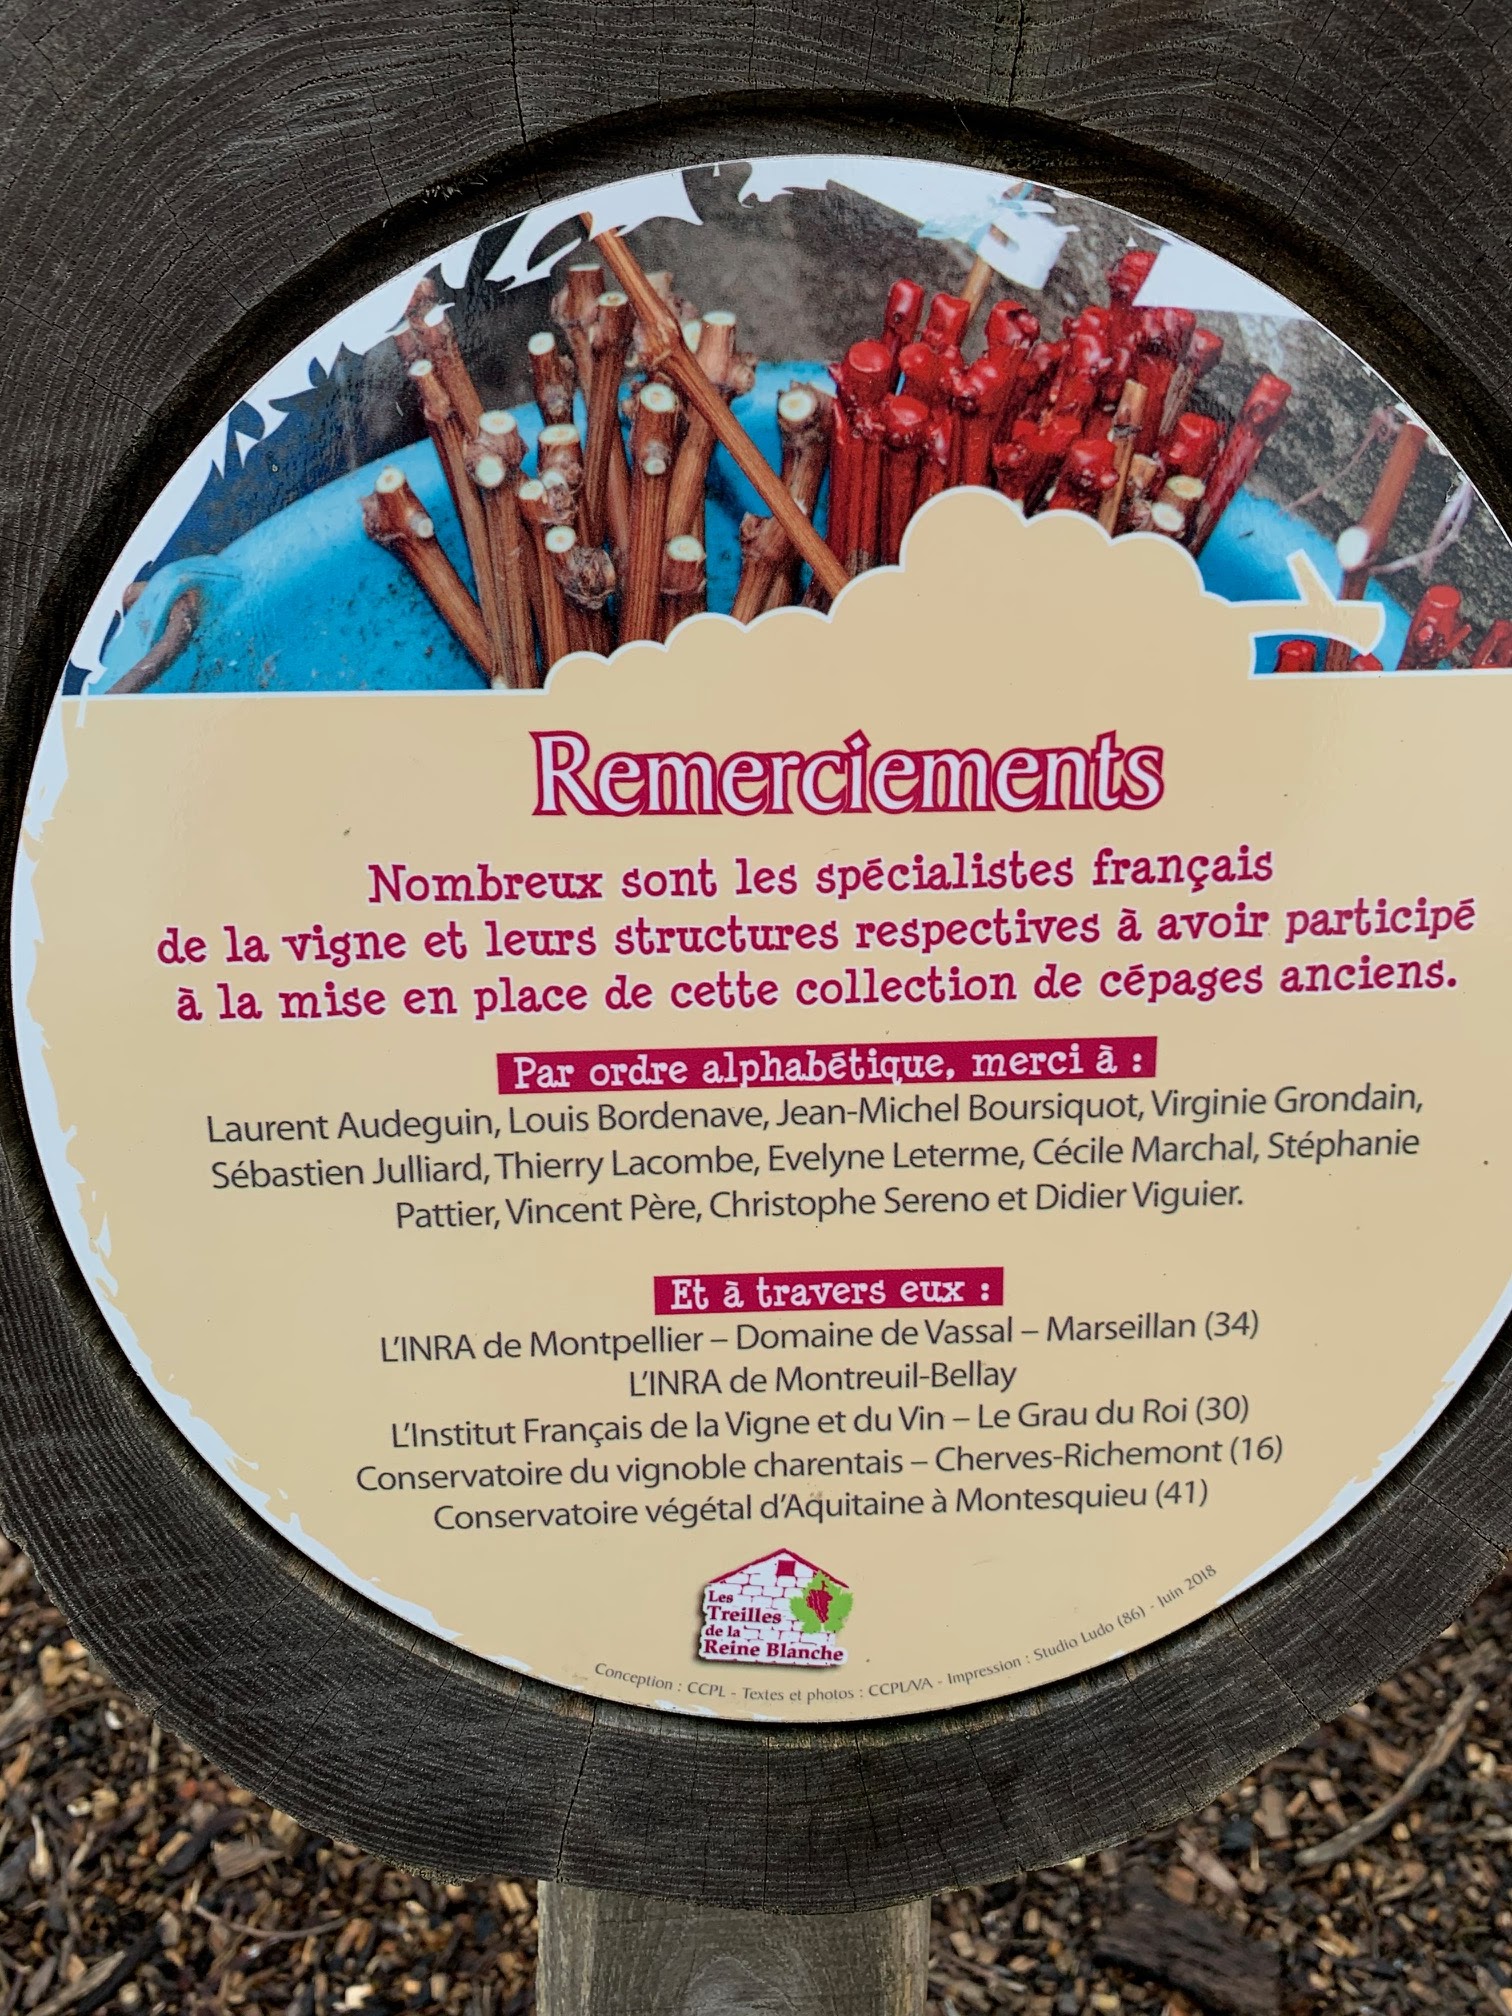 Remerciements
Nombreux sont les spécialistes français
de la vigne et leurs structures respectives à avoir participé
à la mise en place de cette collection de cépages anciens.
Par ordre alphabétique, merci à :
Laurent Audeguin, Louis Bordenave, Jean-Michel Boursiquot, Virginie Grondain,
Sébastien Julliard, Thierry Lacombe, Evelyne Leterme, Cécile Marchal, Stéphanie
Pattier, Vincent Père, Christophe Sereno et Didier Viguier.
Et à travers eux :
L'INRA de Montpellier – Domaine de Vassal – Marseillan (34)
L'INRA de Montreuil-Bellay
L'Institut Français de la Vigne et du Vin – Le Grau du Roi (30)
Conservatoire du vignoble charentais – Cherves-Richemont (16)
Conservatoire végétal d'Aquitaine à Montesquieu (41)
Les
Treilles
de la
Reine Blanche
Conception : CCPL - Textes et photos : CCPL/VA - Impression : Studio Ludo (86) - Juin 2018